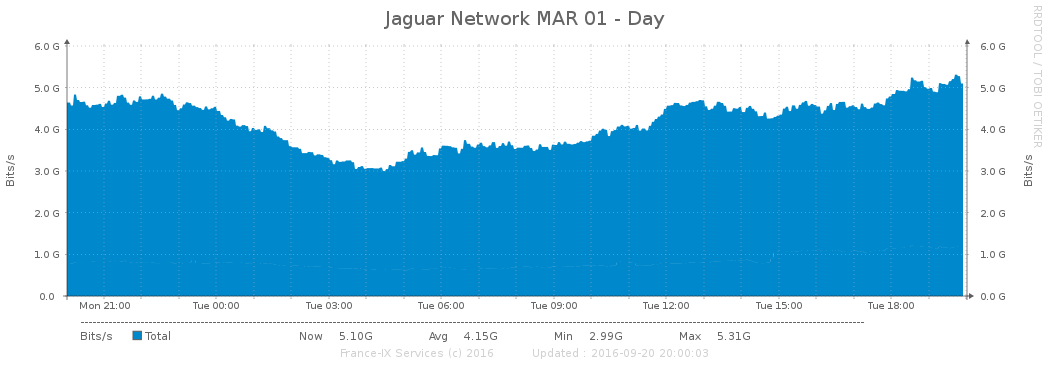 Jaguar Network MAR 01 - Day
RRDTOOL / TOBI OETIKER
Bits/s
6.0 G
5.0 G
4.0 G
3.0 G
2.0 G
1.0 G
0.0
6.0 G
5.0 G
4.0 G
3.0 G
2.0 G
1.0 G
0.0 G
Bits/s
Mon 21:00 Tue 00:00 Tue 03:00 Tue 06:00 Tue 09:00 Tue 12:00 Tue 15:00 Tue 18:00
Bits/s Total Now 5.10G Avg 4.15G Min 2.99G Max 5.31G
France-IX Services (c) 2016 Updated : 2016-09-20 20:00:03